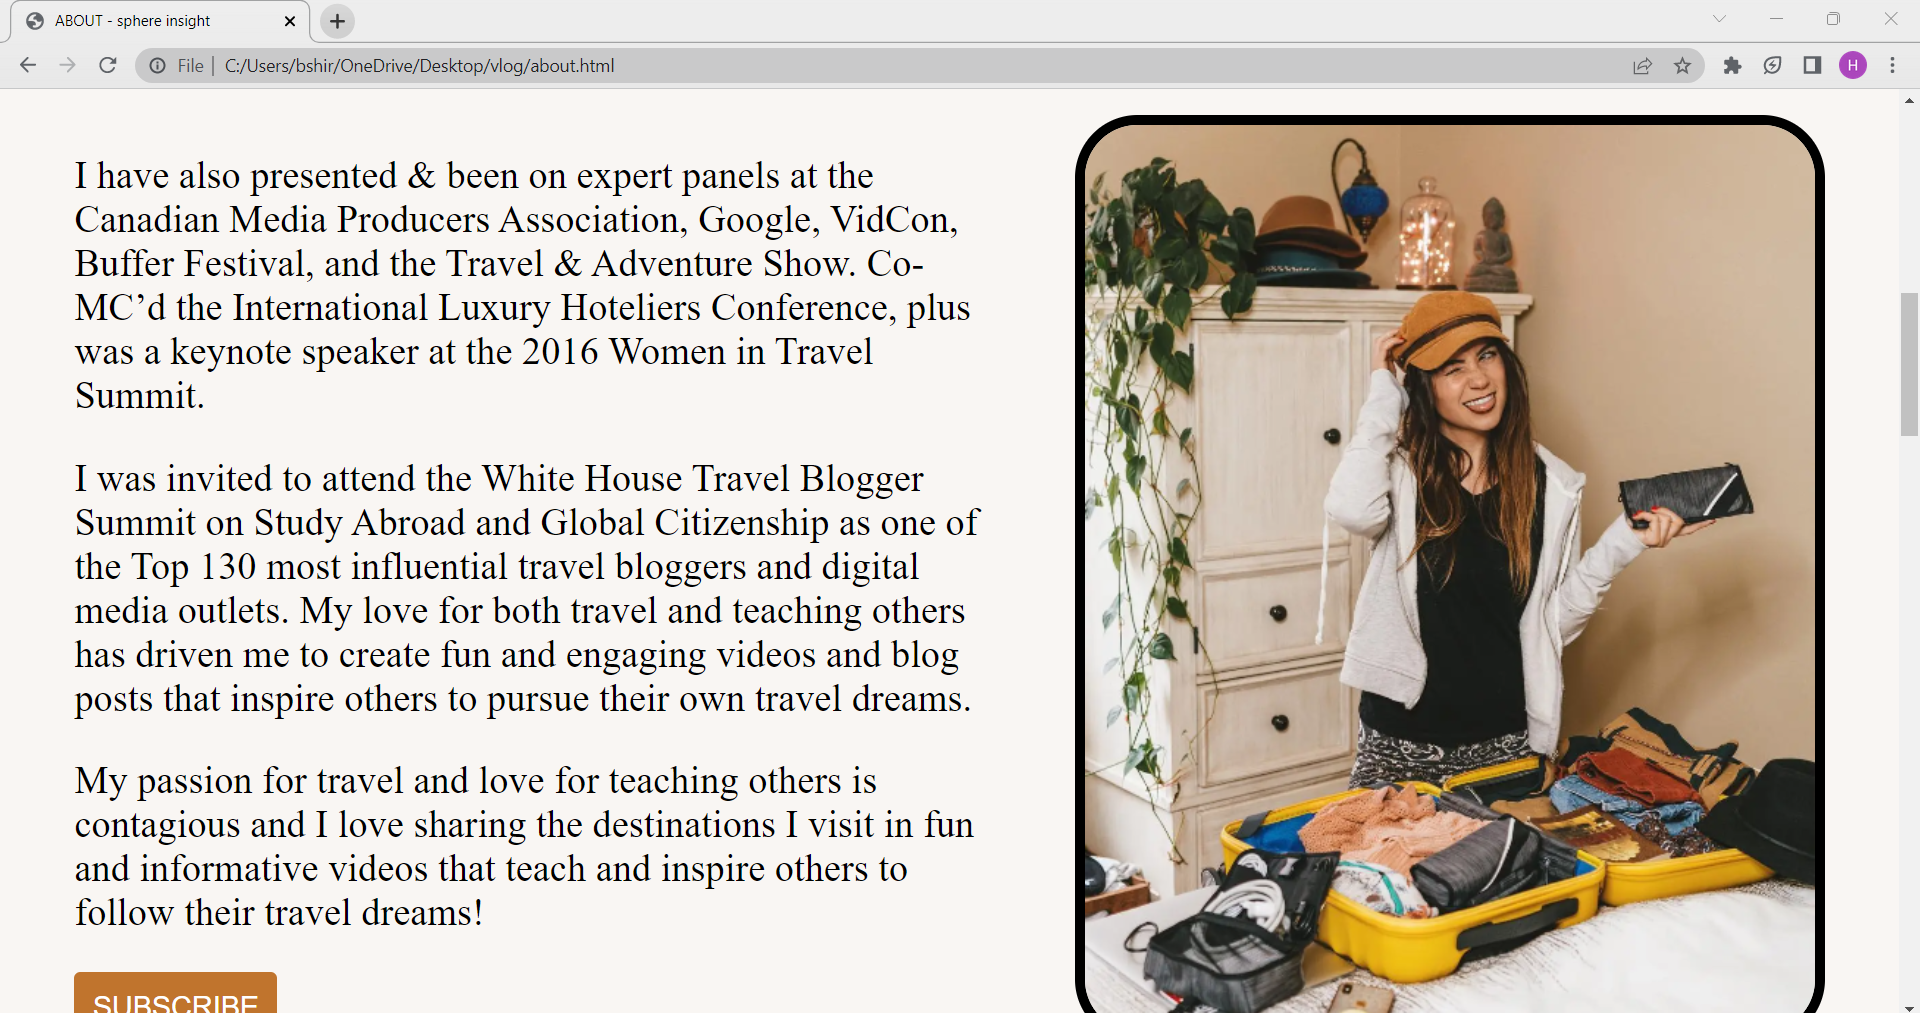 ABOUT - sphere insight
File | C:/Users/bshir/OneDrive/Desktop/vlog/about.html
H
I have also presented & been on expert panels at the
Canadian Media Producers Association, Google, VidCon,
Buffer Festival, and the Travel & Adventure Show. Co-
MC’d the International Luxury Hoteliers Conference, plus
was a keynote speaker at the 2016 Women in Travel
Summit.
I was invited to attend the White House Travel Blogger
Summit on Study Abroad and Global Citizenship as one of
the Top 130 most influential travel bloggers and digital
media outlets. My love for both travel and teaching others
has driven me to create fun and engaging videos and blog
posts that inspire others to pursue their own travel dreams.
My passion for travel and love for teaching others is
contagious and I love sharing the destinations I visit in fun
and informative videos that teach and inspire others to
follow their travel dreams!
SUBSCRIBE